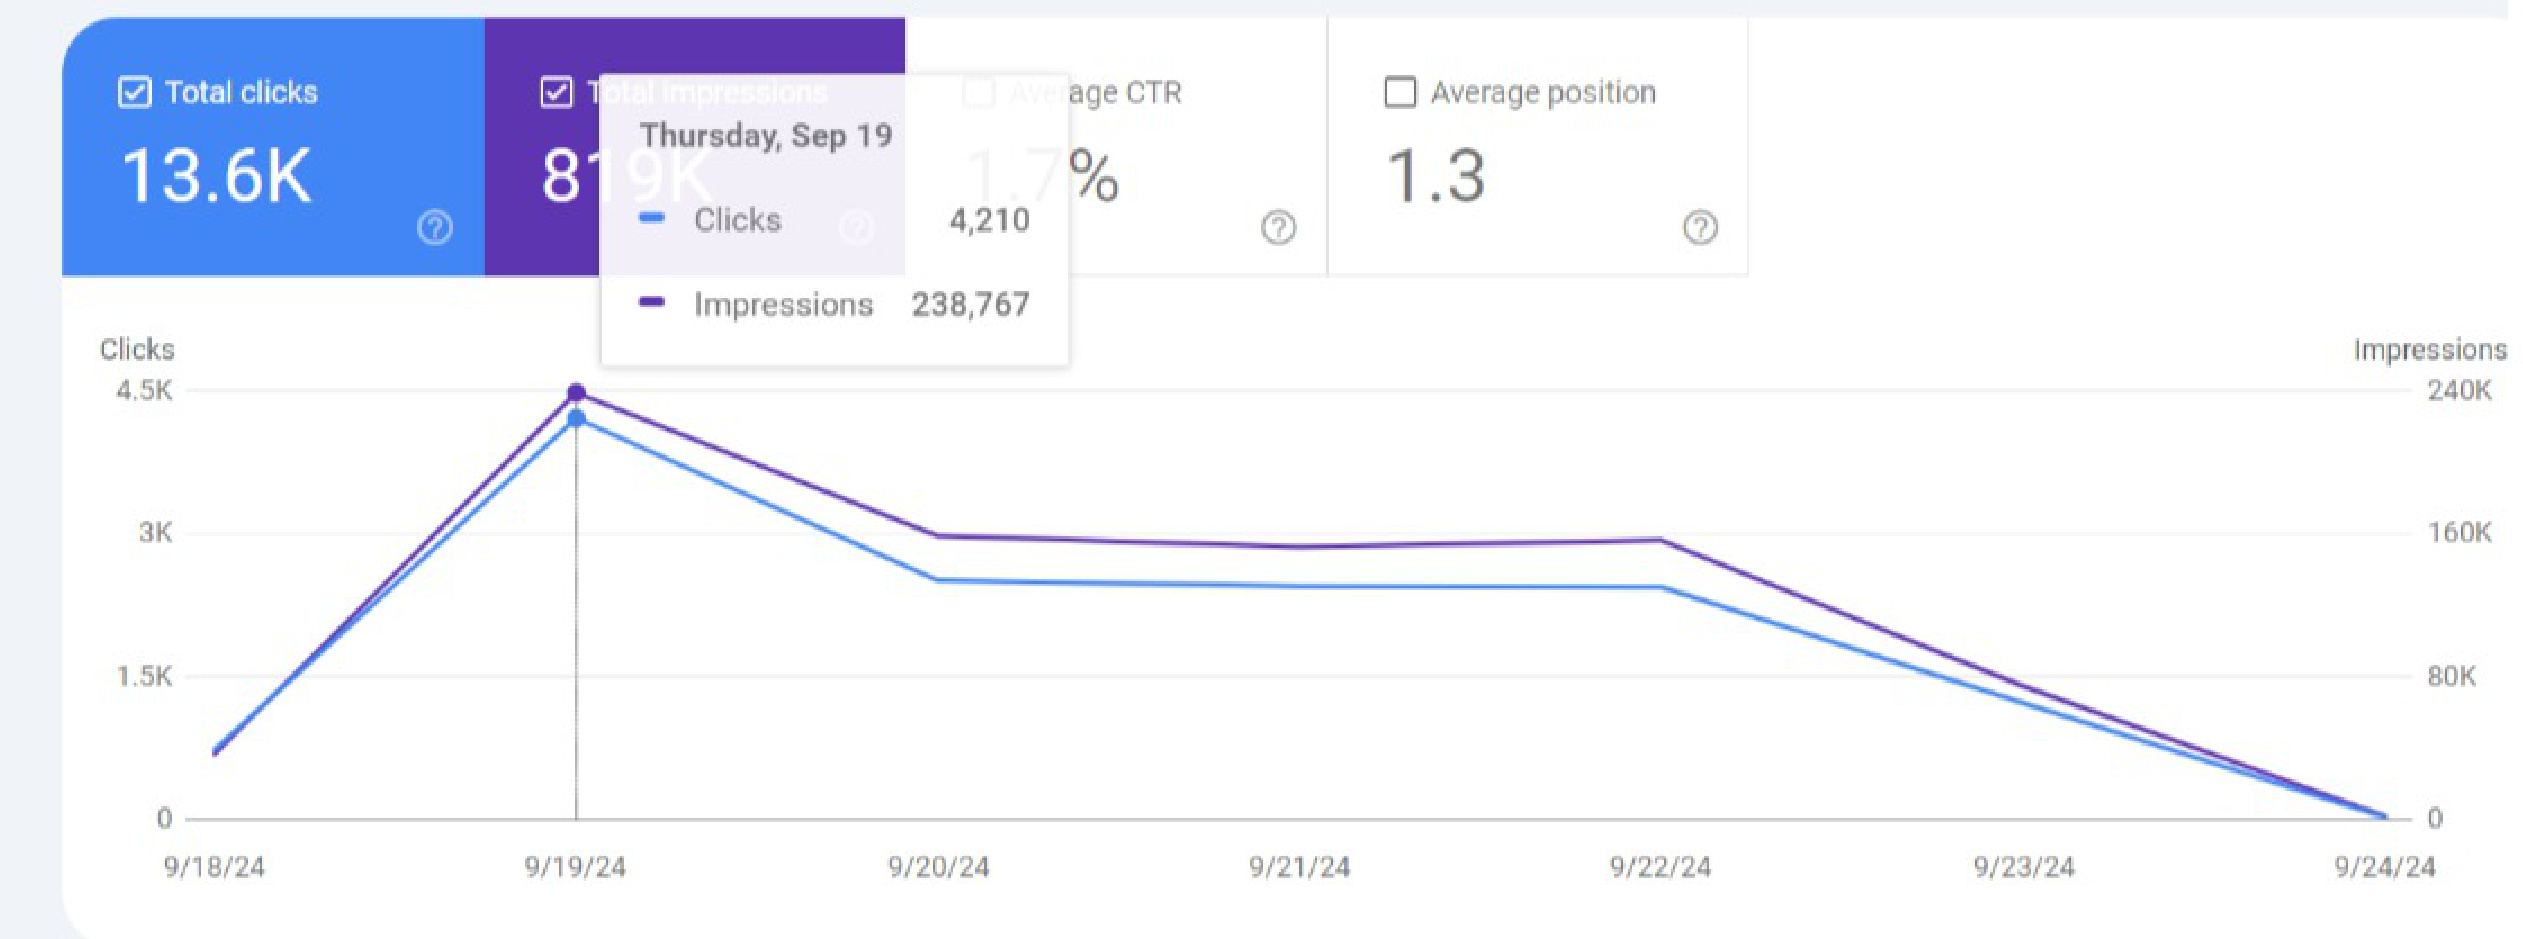 Total clicks
13.6K
Total impressions
819K
Average CTR
1.7%
Average position
1.3
Thursday, Sep 19
Clicks 4,210
Impressions 238,767
Clicks
Impressions
4.5K
240K
3K
160K
1.5K
80K
0
0
9/18/24 9/19/24 9/20/24 9/21/24 9/22/24 9/23/24 9/24/24